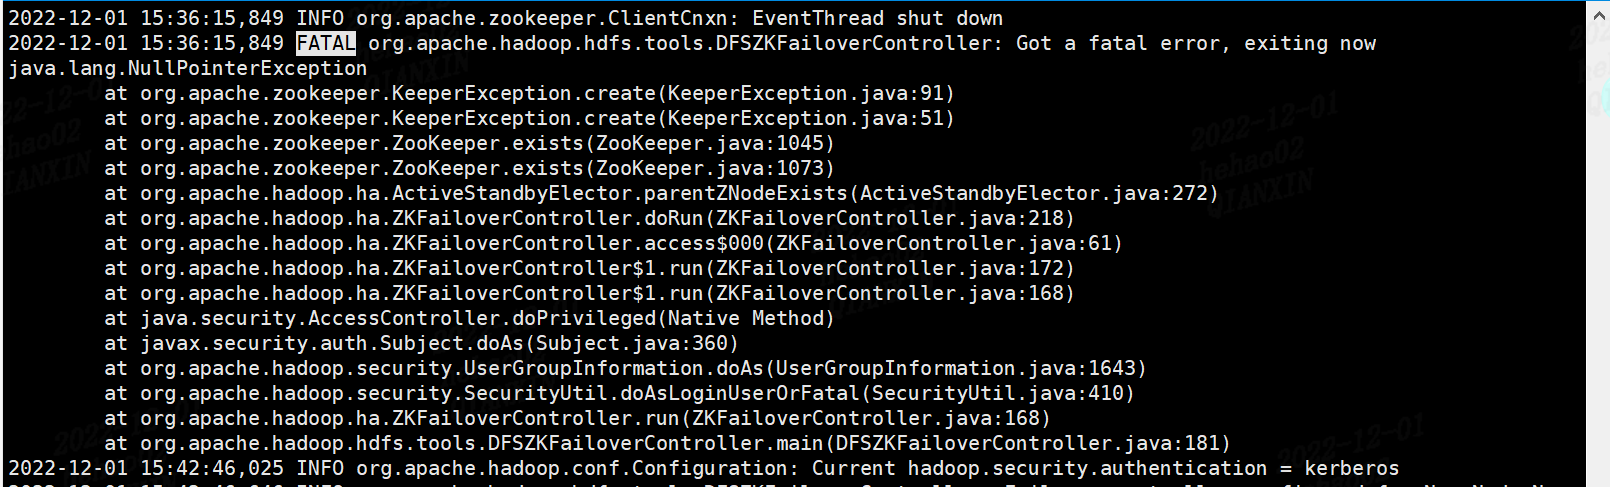 2022-12-01 15:36:15,849 INFO org.apache.zookeeper.ClientCnxn: EventThread shut down
2022-12-01 15:36:15,849 FATAL org.apache.hadoop.hdfs.tools.DFSZKFailoverController: Got a fatal error, exiting now
java.lang.NullPointerException
        at org.apache.zookeeper.KeeperException.create(KeeperException.java:91)
        at org.apache.zookeeper.KeeperException.create(KeeperException.java:51)
        at org.apache.zookeeper.ZooKeeper.exists(ZooKeeper.java:1045)
        at org.apache.zookeeper.ZooKeeper.exists(ZooKeeper.java:1073)
        at org.apache.hadoop.ha.ActiveStandbyElector.parentZNodeExists(ActiveStandbyElector.java:272)
        at org.apache.hadoop.ha.ZKFailoverController.doRun(ZKFailoverController.java:218)
        at org.apache.hadoop.ha.ZKFailoverController.access$000(ZKFailoverController.java:61)
        at org.apache.hadoop.ha.ZKFailoverController$1.run(ZKFailoverController.java:172)
        at org.apache.hadoop.ha.ZKFailoverController$1.run(ZKFailoverController.java:168)
        at java.security.AccessController.doPrivileged(Native Method)
        at javax.security.auth.Subject.doAs(Subject.java:360)
        at org.apache.hadoop.security.UserGroupInformation.doAs(UserGroupInformation.java:1643)
        at org.apache.hadoop.security.SecurityUtil.doAsLoginUserOrFatal(SecurityUtil.java:410)
        at org.apache.hadoop.ha.ZKFailoverController.run(ZKFailoverController.java:168)
        at org.apache.hadoop.hdfs.tools.DFSZKFailoverController.main(DFSZKFailoverController.java:181)
2022-12-01 15:42:46,025 INFO org.apache.hadoop.conf.Configuration: Current hadoop.security.authentication = kerberos
2022-12-01
hehao02
QIANXIN